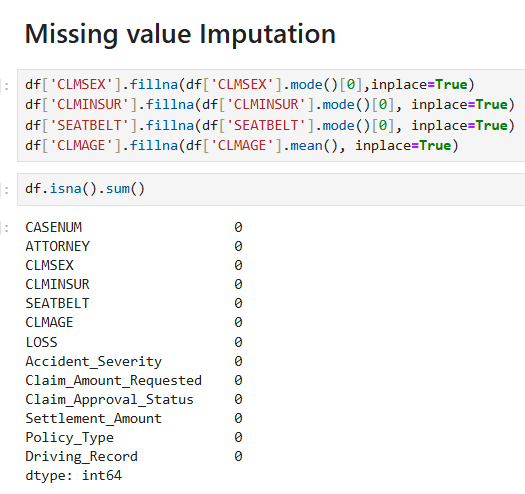 Missing value Imputation
]: df['CLMSEX'].fillna(df['CLMSEX'].mode()[0],inplace=True)
df['CLMINSUR'].fillna(df['CLMINSUR'].mode()[0], inplace=True)
df['SEATBELT'].fillna(df['SEATBELT'].mode()[0], inplace=True)
df['CLMAGE'].fillna(df['CLMAGE'].mean(), inplace=True)
]: df.isna().sum()
]: CASENUM 0
ATTORNEY 0
CLMSEX 0
CLMINSUR 0
SEATBELT 0
CLMAGE 0
LOSS 0
Accident_Severity 0
Claim_Amount_Requested 0
Claim_Approval_Status 0
Settlement_Amount 0
Policy_Type 0
Driving_Record 0
dtype: int64